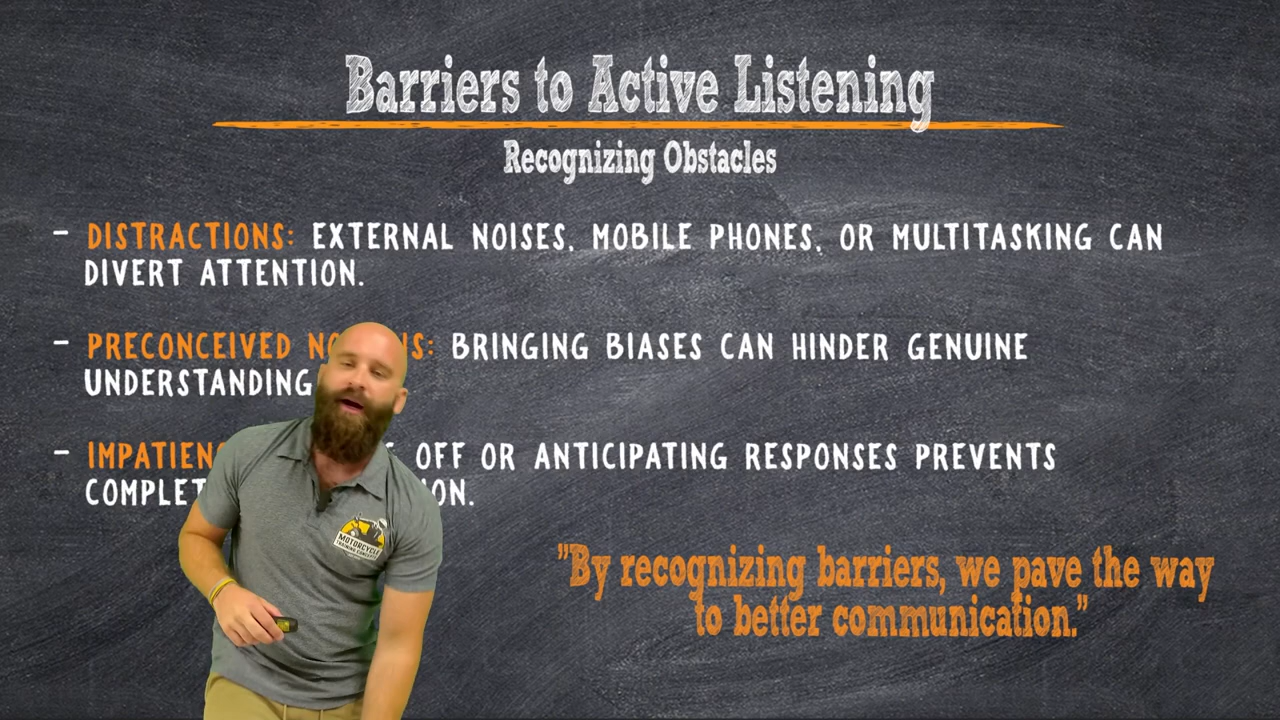 Barriers to Active Listening
Recognizing Obstacles
- DISTRACTIONS: EXTERNAL NOISES, MOBILE PHONES, OR MULTITASKING CAN
DIVERT ATTENTION.
- PRECONCEIVED BRINGING BIASES CAN HINDER GENUINE
UNDERSTANDING
- OFF OR ANTICIPATING RESPONSES PREVENTS
MOTORCYCLE
"By recognizing barriers, we pave the way
to better communication."